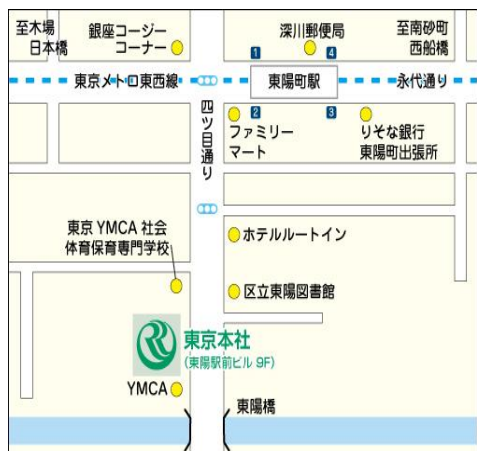 至木場
日本橋
銀座コージー
コーナー
深川郵便局
至南砂町
西船橋
1
4
東京メトロ東西線
東陽町駅
永代通り
四ツ目通り
2
3
ファミリー
マート
りそな銀行
東陽町出張所
東京YMCA社会
体育保育専門学校
ホテルルートイン
区立東陽図書館
東京本社
(東陽駅前ビル 9F)
YMCA
東陽橋